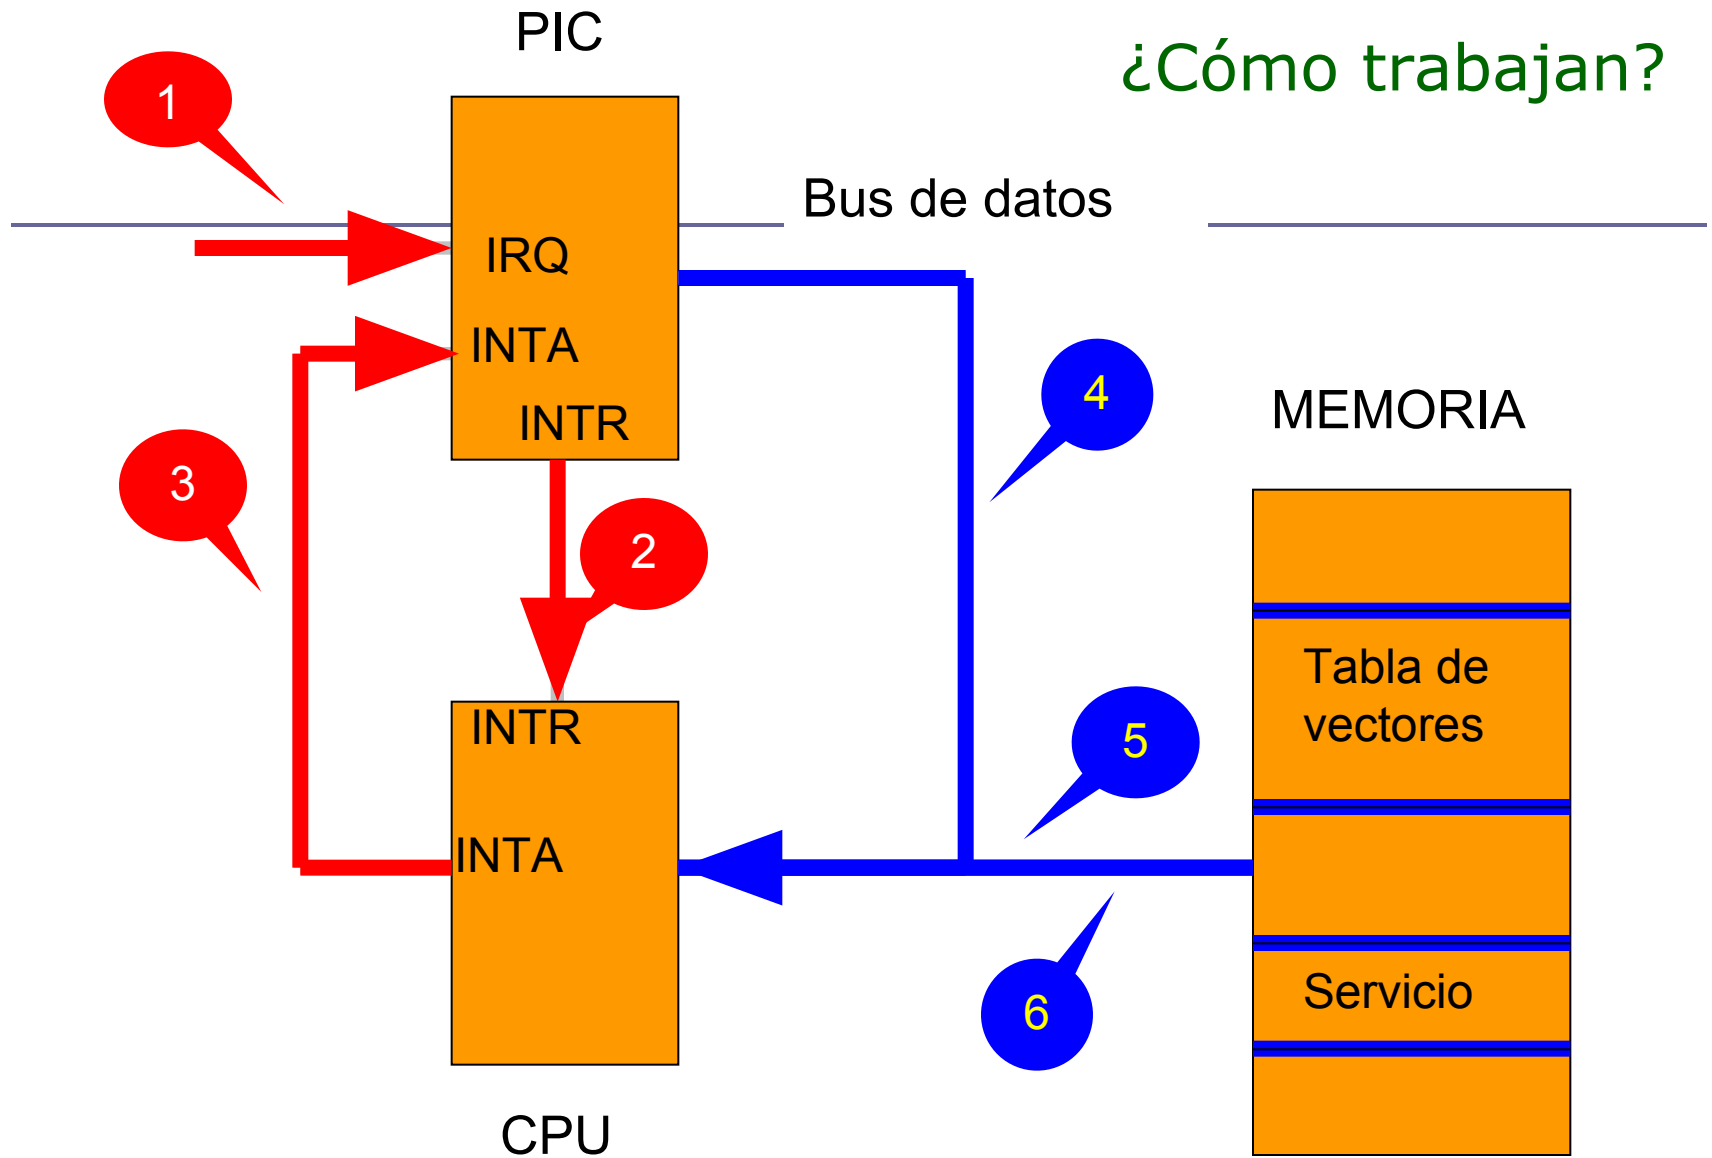 PIC
¿Cómo trabajan?
1
Bus de datos
IRQ
INTA
INTR
4
MEMORIA
3
2
Tabla de
vectores
INTR
5
INTA
Servicio
6
CPU